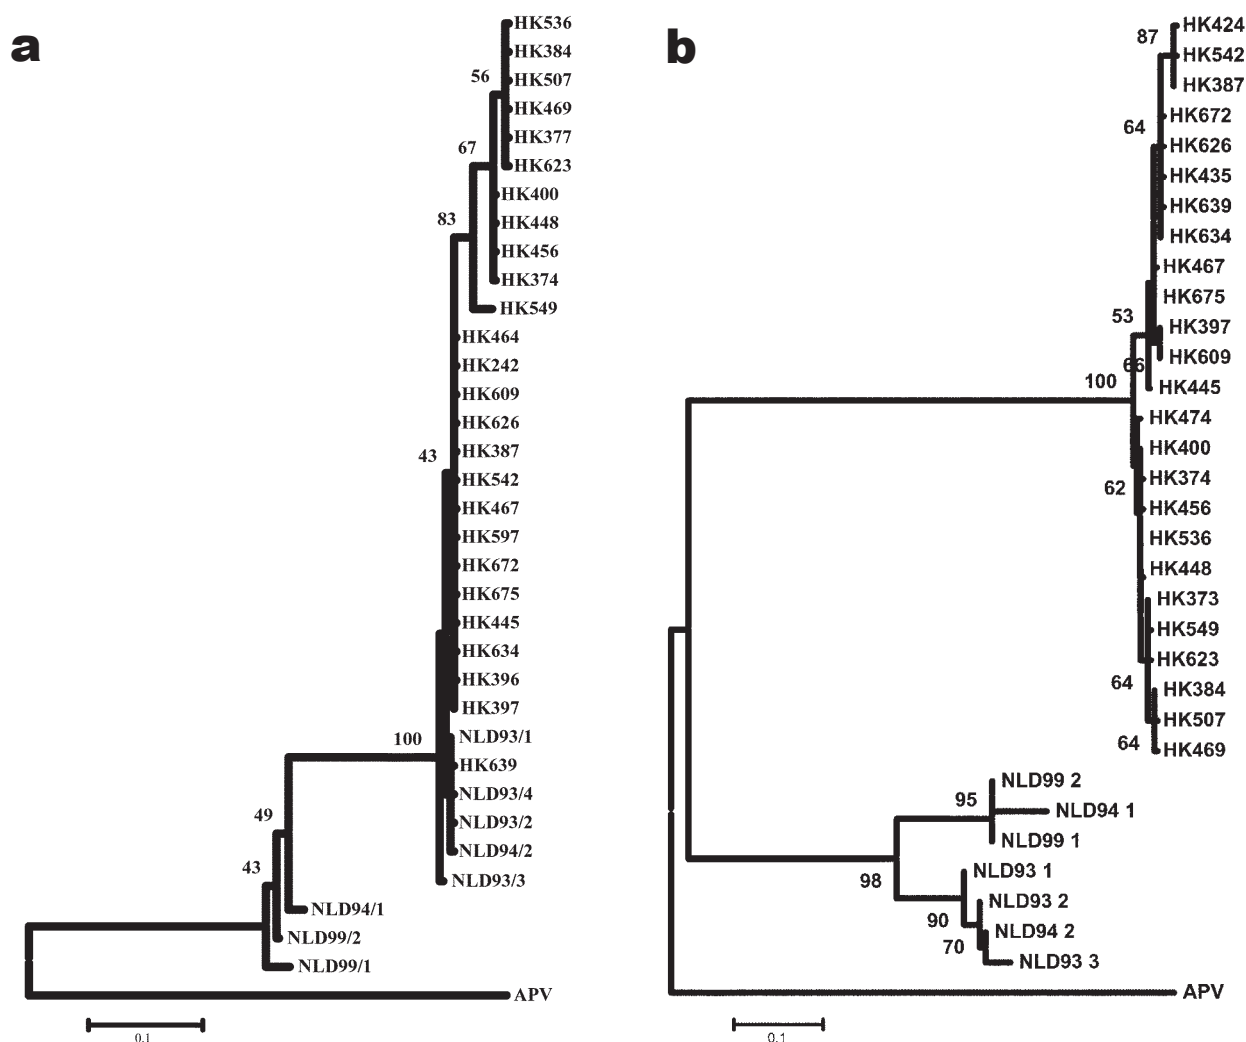 a
HK536
HK384
56
HK507
HK469
HK377
67
HK623
HK400
83
HK448
HK456
HK374
HK549
HK464
HK242
HK609
HK626
43
HK387
HK542
HK467
HK597
HK672
HK675
HK445
HK634
HK396
HK397
100
NLD93/1
HK639
NLD93/4
49
NLD93/2
NLD94/2
43
NLD93/3
NLD94/1
NLD99/2
NLD99/1
APV
0.1
b
HK424
87
HK542
HK387
HK672
64
HK626
HK435
HK639
HK634
HK467
HK675
53
HK397
HK609
66
100
HK445
HK474
HK400
HK374
62
HK456
HK536
HK448
HK373
HK549
HK623
64
HK384
HK507
64
HK469
NLD99 2
95
NLD94 1
NLD99 1
NLD93 1
98
NLD93 2
90
NLD94 2
70
NLD93 3
APV
0.1